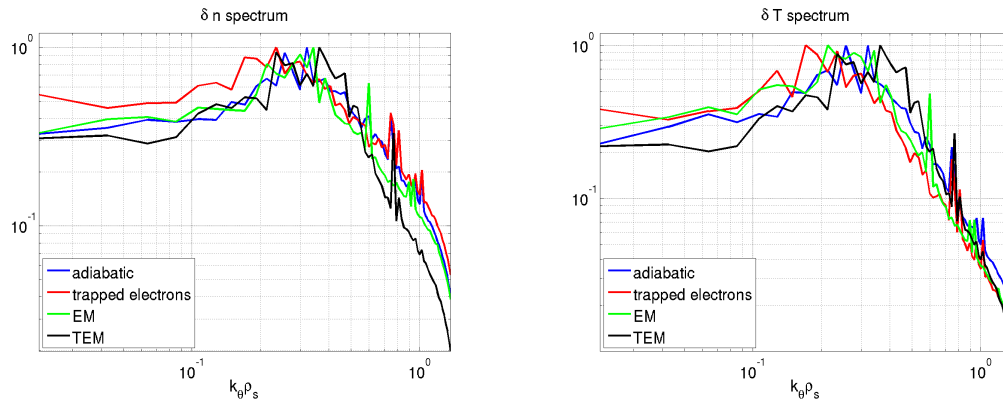 δ n spectrum
10⁰
10⁻¹
adiabatic
trapped electrons
EM
TEM
10⁻¹
10⁰
k_θρ_s
δ T spectrum
10⁰
10⁻¹
adiabatic
trapped electrons
EM
TEM
10⁻¹
10⁰
k_θρ_s